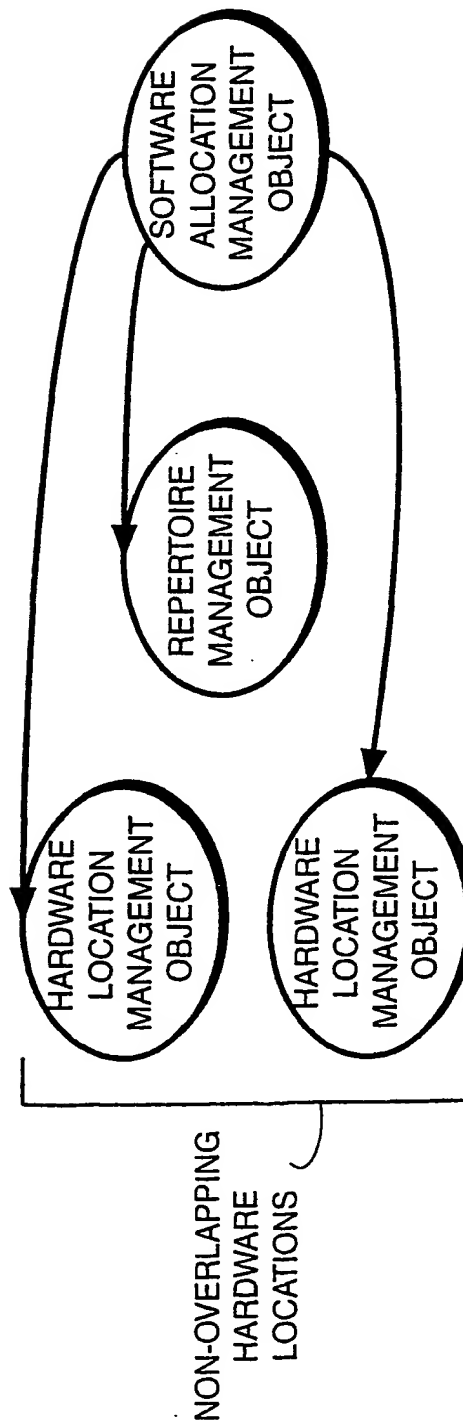 NON-OVERLAPPING
HARDWARE
LOCATIONS
HARDWARE
LOCATION
MANAGEMENT
OBJECT
HARDWARE
LOCATION
MANAGEMENT
OBJECT
REPERTOIRE
MANAGEMENT
OBJECT
SOFTWARE
ALLOCATION
MANAGEMENT
OBJECT